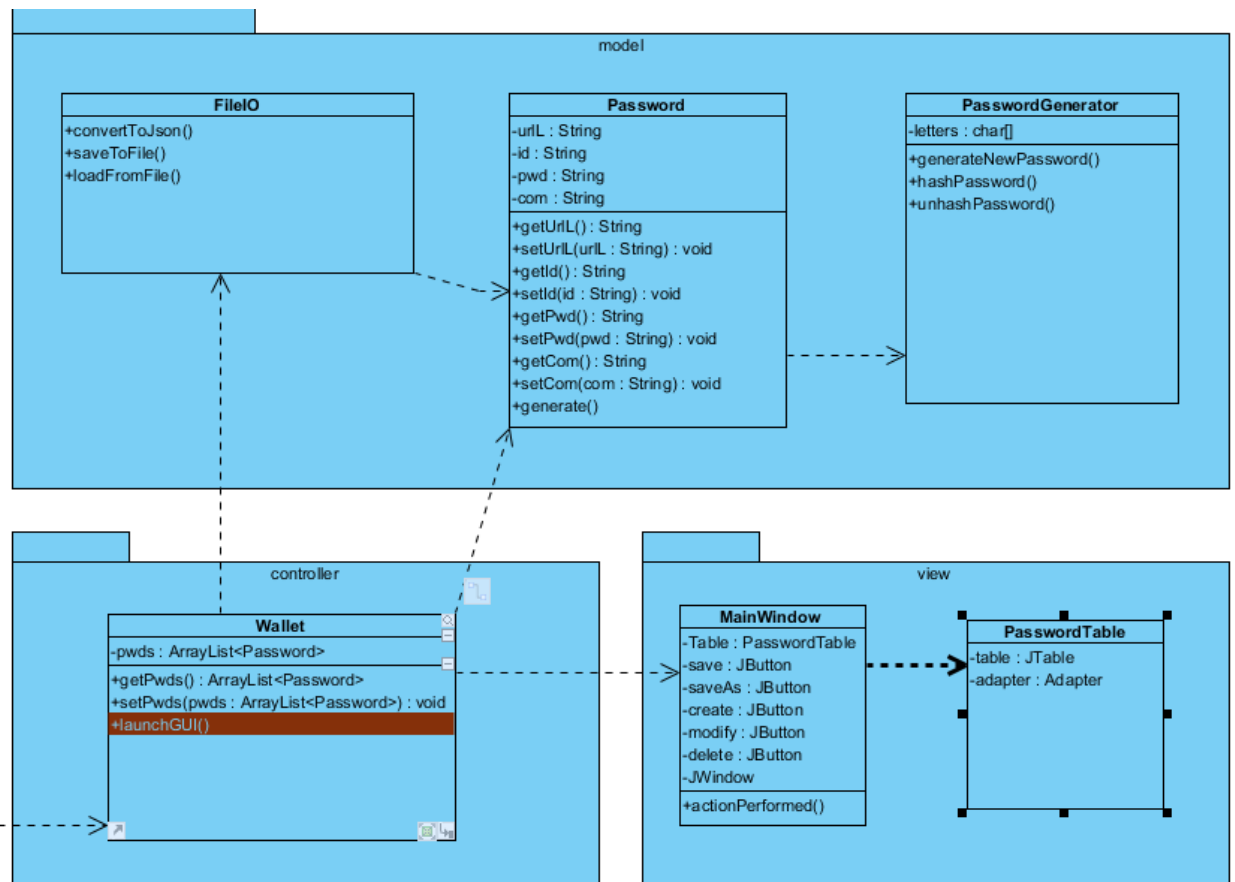 model
FileIO
+convertToJson()
+saveToFile()
+loadFromFile()
Password
-urlL : String
-id : String
-pwd : String
-com : String
+getUrlL() : String
+setUrlL(urlL : String) : void
+getId() : String
+setId(id : String) : void
+getPwd() : String
+setPwd(pwd : String) : void
+getCom() : String
+setCom(com : String) : void
+generate()
PasswordGenerator
-letters : char[]
+generateNewPassword()
+hashPassword()
+unhashPassword()
controller
Wallet
-pwds : ArrayList<Password>
+getPwds() : ArrayList<Password>
+setPwds(pwds : ArrayList<Password>) : void
+launchGUI()
view
MainWindow
-Table : PasswordTable
-save : JButton
-saveAs : JButton
-create : JButton
-modify : JButton
-delete : JButton
-JWindow
+actionPerformed()
PasswordTable
-table : JTable
-adapter : Adapter